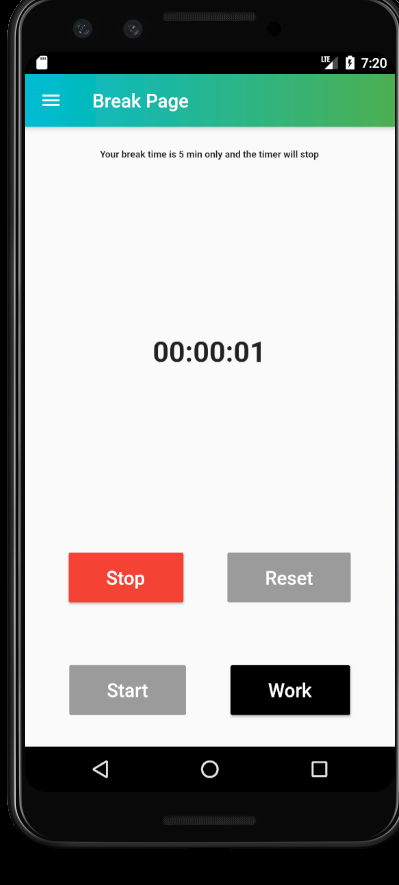 LTE 7:20
Break Page
Your break time is 5 min only and the timer will stop
00:00:01
Stop Reset
Start Work